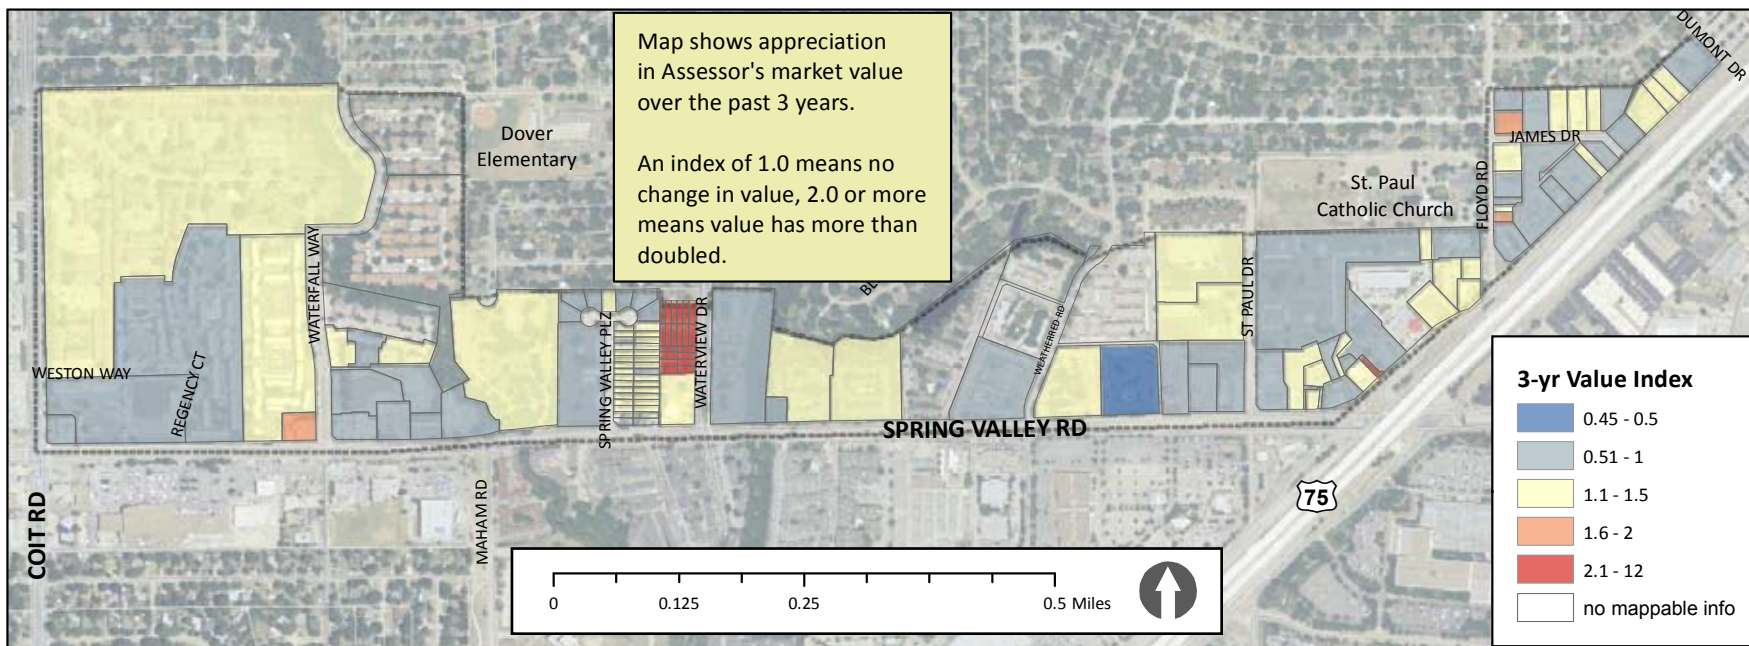 Map shows appreciation
in Assessor's market value
over the past 3 years.
An index of 1.0 means no
change in value, 2.0 or more
means value has more than
doubled.
DUMONT DR
Dover
Elementary
JAMES DR
St. Paul
Catholic Church
FLOYD RD
WATERFALL WAY
BL
ST PAUL DR
WEATHERRED RD
WATERVIEW DR
SPRING VALLEY PLZ
WESTON WAY
REGENCY CT
SPRING VALLEY RD
COIT RD
MAHAM RD
75
0 0.125 0.25 0.5 Miles
3-yr Value Index
0.45 - 0.5
0.51 - 1
1.1 - 1.5
1.6 - 2
2.1 - 12
no mappable info